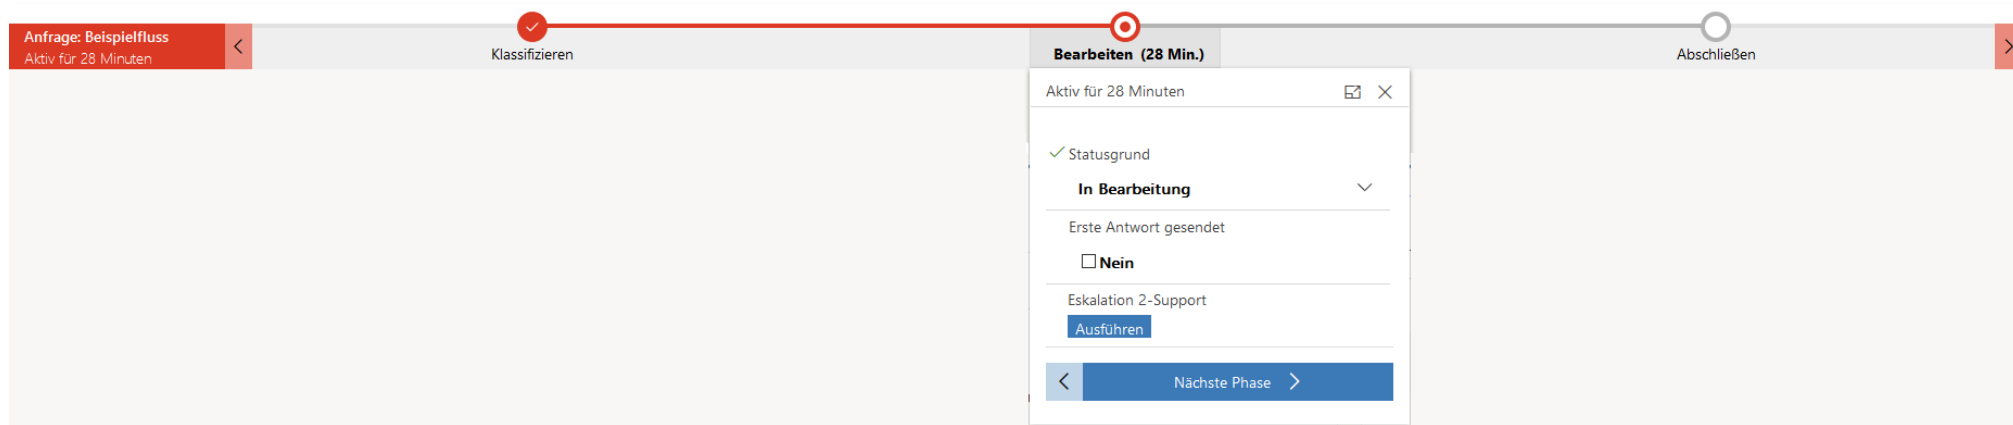 Anfrage: Beispielfluss
Aktiv für 28 Minuten
Klassifizieren
Bearbeiten (28 Min.)
Abschließen
Aktiv für 28 Minuten
Statusgrund
In Bearbeitung
Erste Antwort gesendet
Nein
Eskalation 2-Support
Ausführen
Nächste Phase